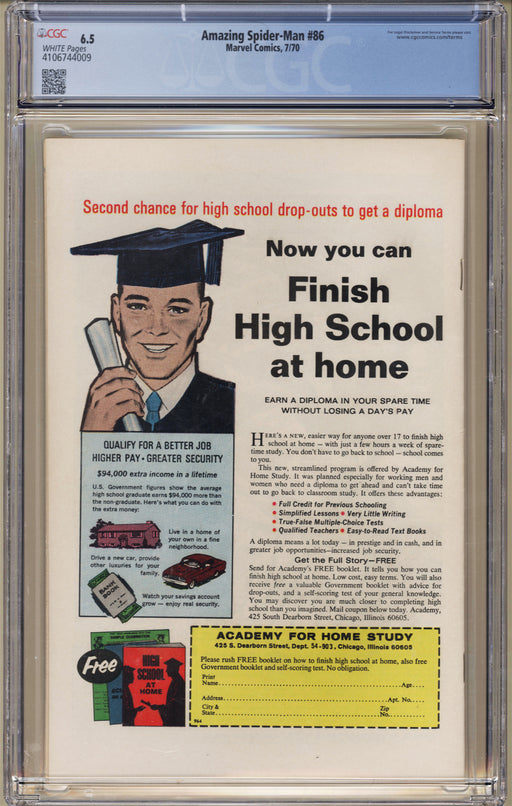 CGC 6.5
WHITE Pages
4106744009
Amazing Spider-Man #86
Marvel Comics, 7/70
www.cgccomics.com/terms
CGC
Second chance for high school drop-outs to get a diploma
Now you can
Finish
High School
at home
EARN A DIPLOMA IN YOUR SPARE TIME
WITHOUT LOSING A DAY'S PAY
HERE'S A NEW, easier way for anyone over 17 to finish high
school at home — with just a few hours a week of spare-
time study. You don't have to go back to school — school comes
to you.
This new, streamlined program is offered by Academy for
Home Study. It was planned especially for working men and
women who need a diploma to get ahead and can't take time
out to go back to classroom study. It offers these advantages:
• Full Credit for Previous Schooling
• Simplified Lessons • Very Little Writing
• True-False Multiple-Choice Tests
• Qualified Teachers • Easy-to-Read Text Books
A diploma means a lot today — in prestige and in cash, and in
greater job opportunities—increased job security.
Get the Full Story—FREE
Send for Academy's FREE booklet. It tells how you can
finish high school at home. Low cost, easy terms. You will also
receive free a valuable Government booklet with advice for
drop-outs, and a self-scoring test of your general knowledge.
You may discover you are much closer to completing high
school than you imagined. Mail coupon below today. Academy,
425 South Dearborn Street, Chicago, Illinois 60605.
QUALIFY FOR A BETTER JOB
HIGHER PAY • GREATER SECURITY
$94,000 extra income in a lifetime
U.S. Government figures show the average
high school graduate earns $94,000 more than
the non-graduate. Here's what you can do with
the extra money:
Live in a home of
your own in a fine
neighborhood.
Drive a new car, provide
other luxuries for your
family.
BANK
BOOK
Watch your savings account
grow — enjoy real security.
Free
HIGH
SCHOOL
AT
HOME
ACADEMY FOR HOME STUDY
425 S. Dearborn Street, Dept. 54-903, Chicago, Illinois 60605
Please rush FREE booklet on how to finish high school at home, also free
Government booklet and self-scoring test. No obligation.
Print
Name Age
Address Apt. No.
City & Zip
State No.
964